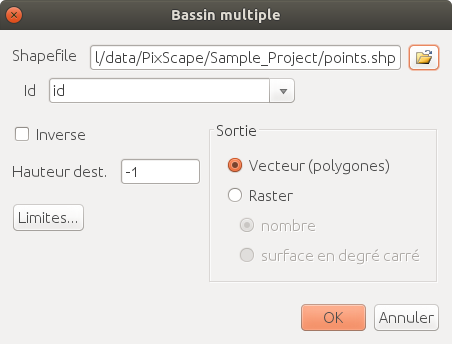 Bassin multiple
Shapefile l/data/PixScape/Sample_Project/points.shp
Id id
Inverse
Hauteur dest. -1
Limites...
Sortie
Vecteur (polygones)
Raster
nombre
surface en degré carré
OK Annuler